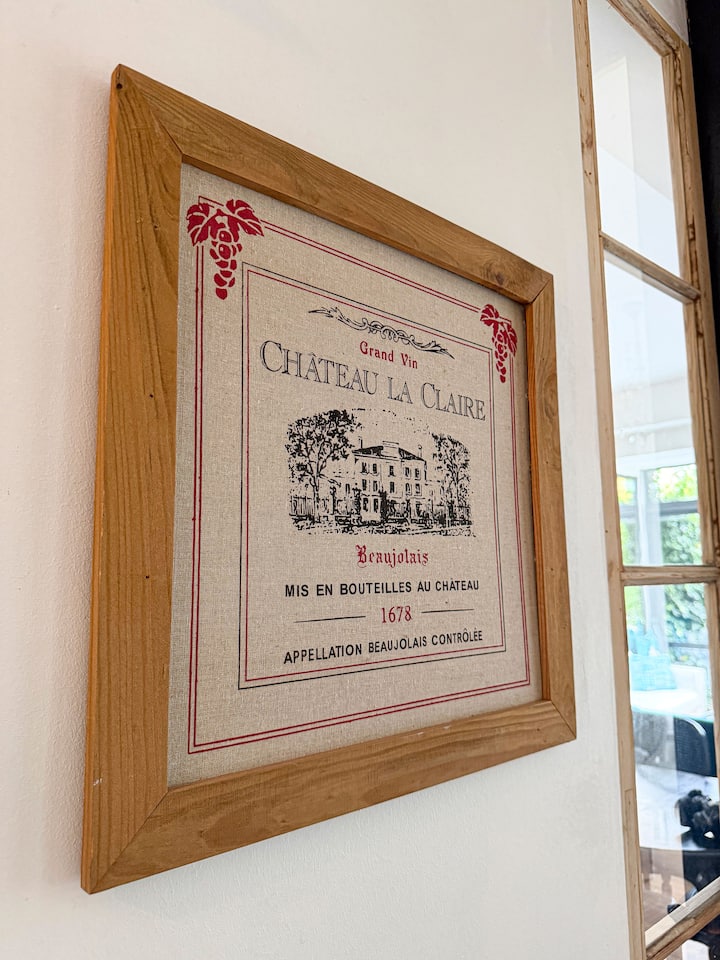 Grand Vin
CHÂTEAU LA CLAIRE
Beaujolais
MIS EN BOUTEILLES AU CHÂTEAU
1678
APPELLATION BEAUJOLAIS CONTRÔLÉE